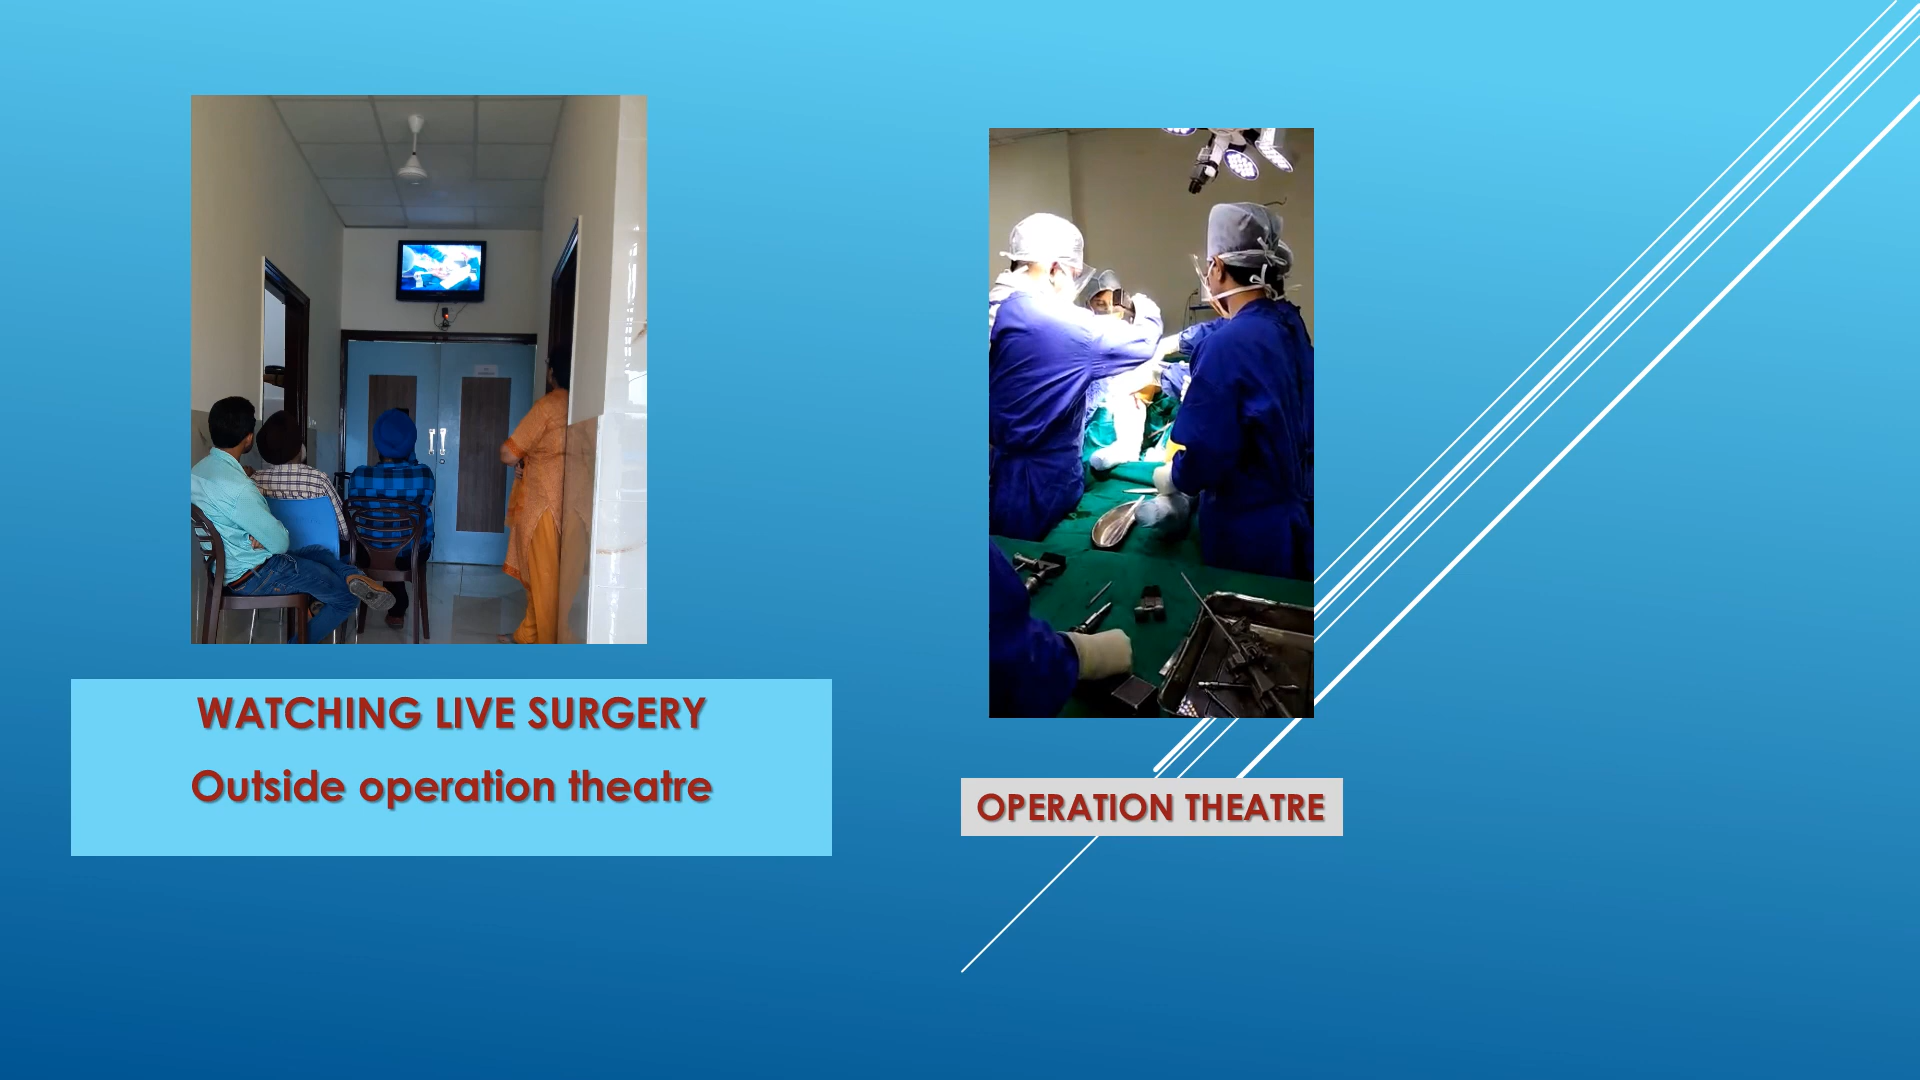 WATCHING LIVE SURGERY
Outside operation theatre
OPERATION THEATRE